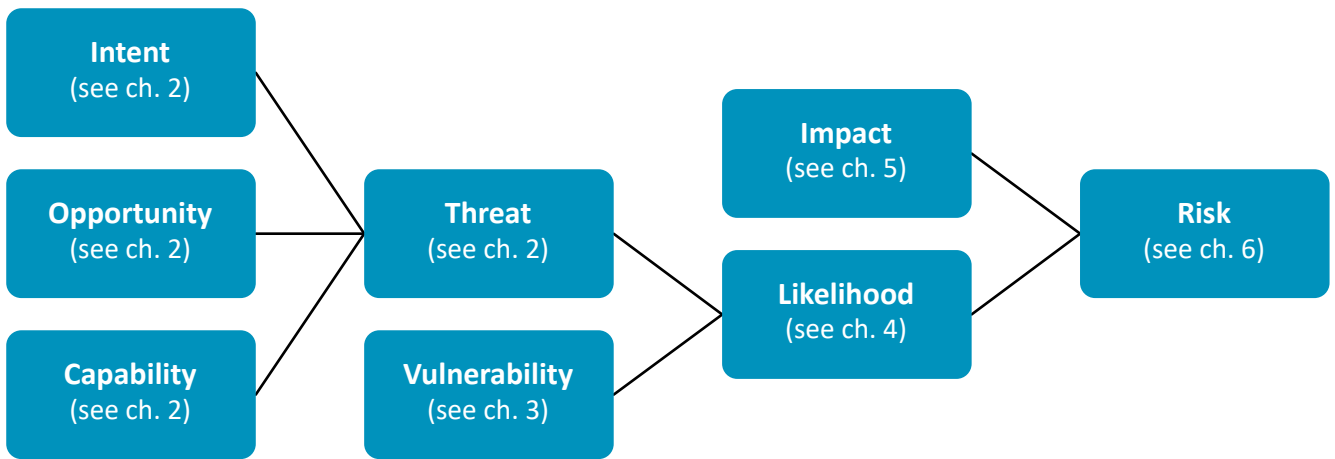 Intent
(see ch. 2)
Opportunity
(see ch. 2)
Capability
(see ch. 2)
Threat
(see ch. 2)
Vulnerability
(see ch. 3)
Impact
(see ch. 5)
Likelihood
(see ch. 4)
Risk
(see ch. 6)